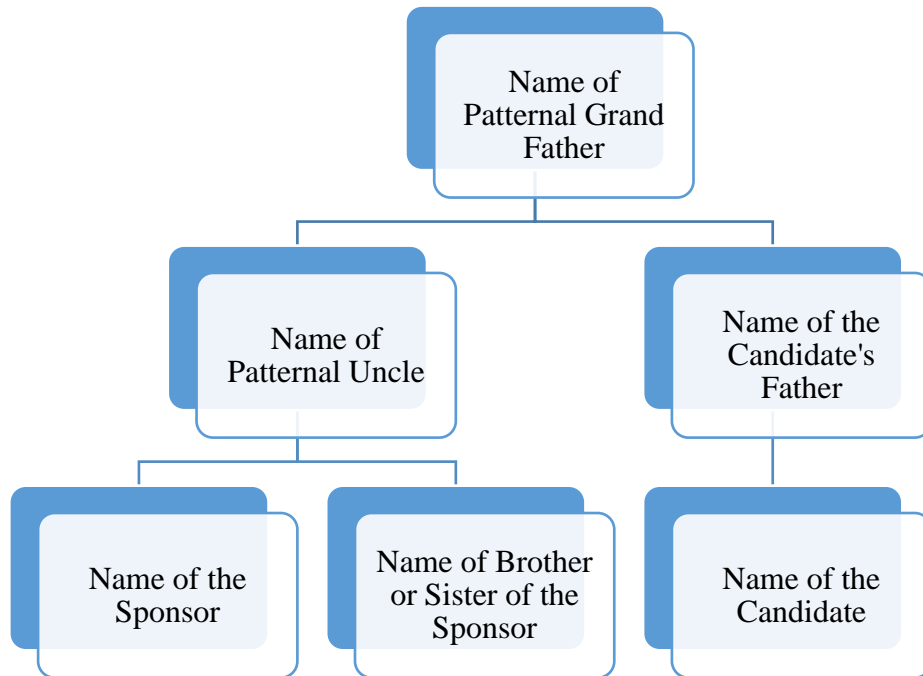 Name of
Patternal Grand
Father
Name of
Patternal Uncle
Name of the
Candidate's
Father
Name of the
Sponsor
Name of Brother
or Sister of the
Sponsor
Name of the
Candidate